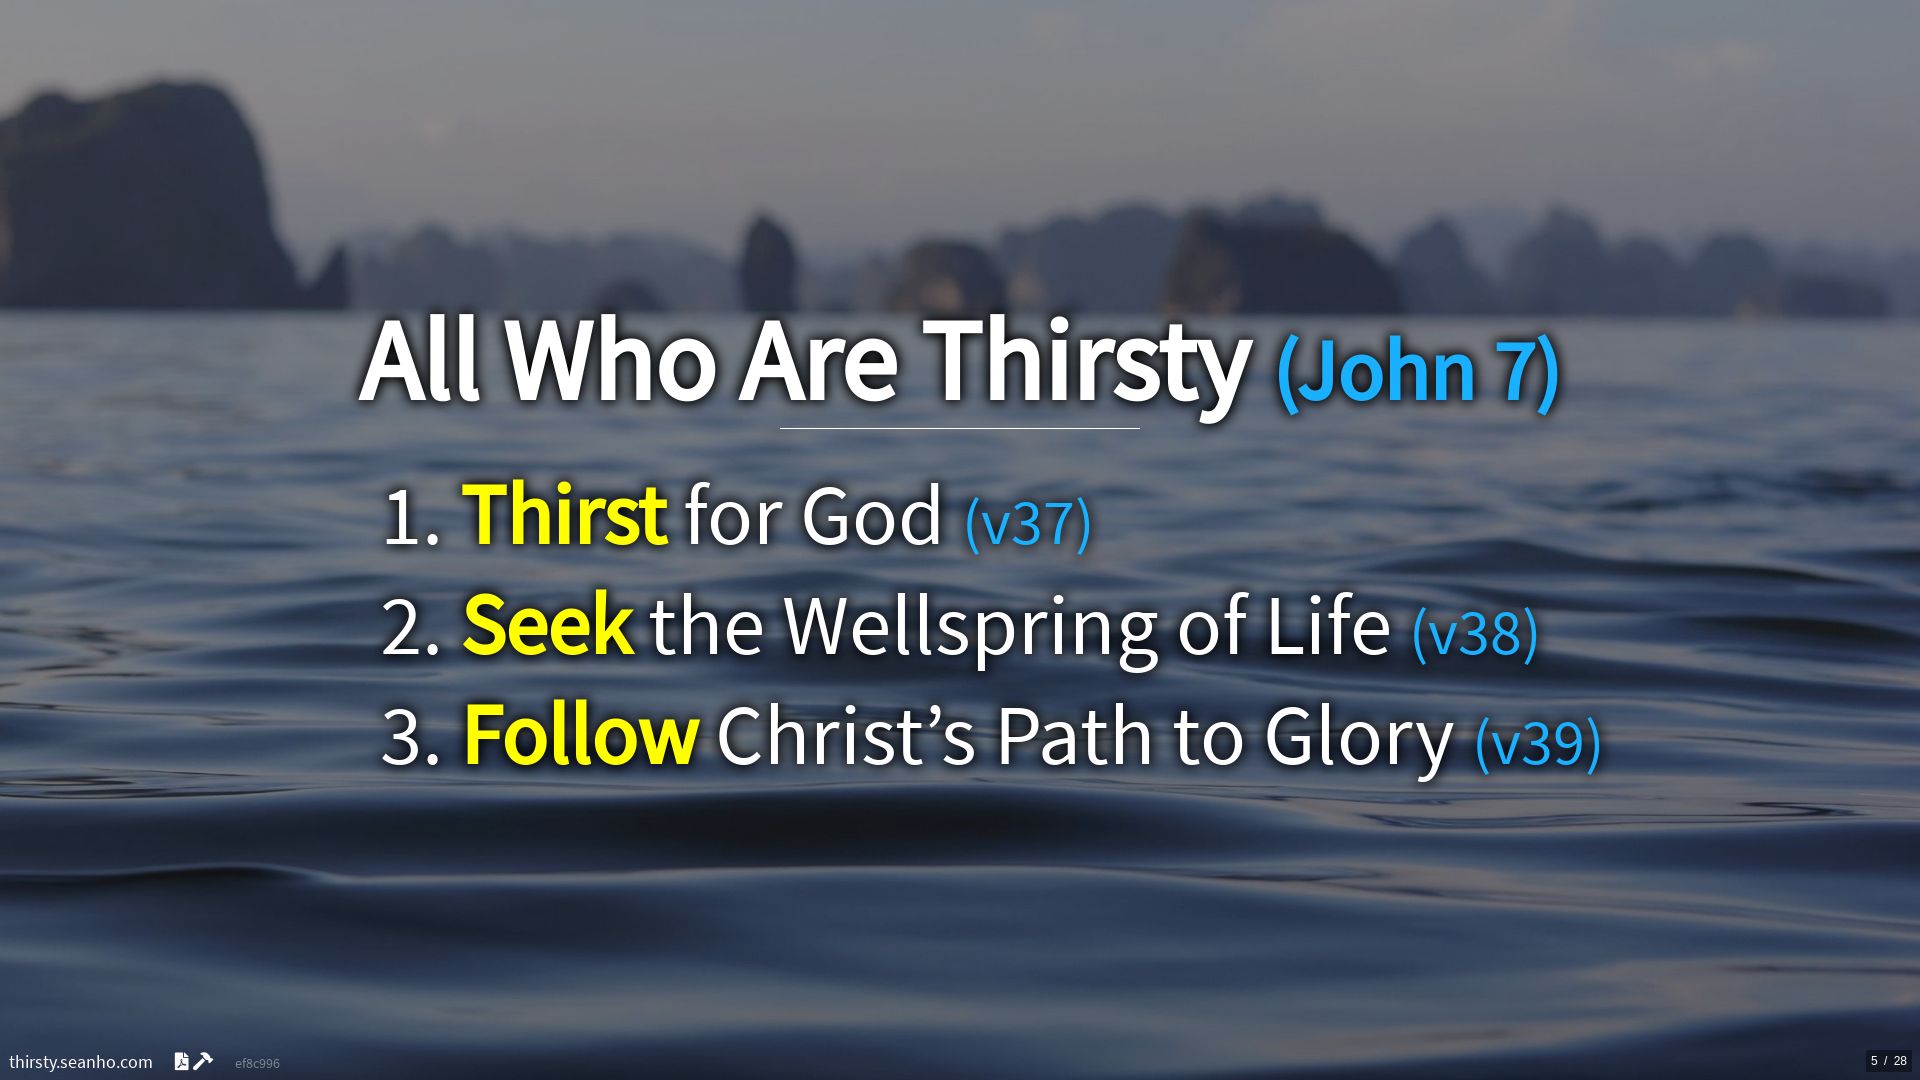 All Who Are Thirsty (John 7)
1. Thirst for God (v37)
2. Seek the Wellspring of Life (v38)
3. Follow Christ’s Path to Glory (v39)
thirsty.seanho.com
ef8c996
5 / 28